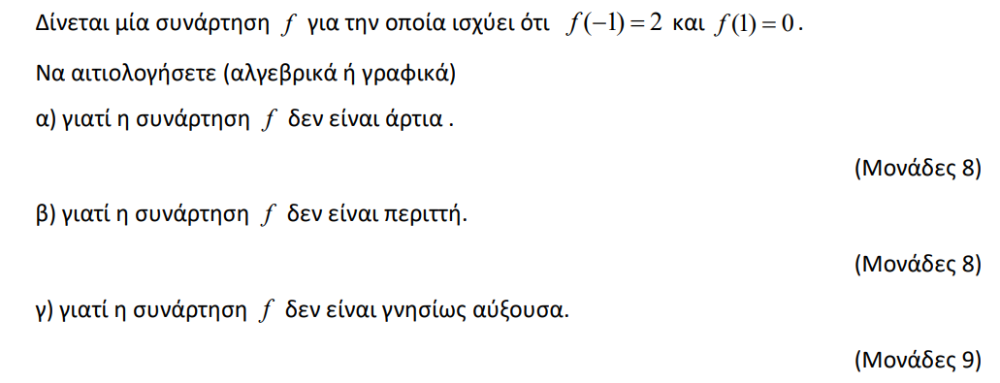 Δίνεται μία συνάρτηση f για την οποία ισχύει ότι f(−1) = 2 και f(1) = 0.
Να αιτιολογήσετε (αλγεβρικά ή γραφικά)
α) γιατί η συνάρτηση f δεν είναι άρτια .
(Μονάδες 8)
β) γιατί η συνάρτηση f δεν είναι περιττή.
(Μονάδες 8)
γ) γιατί η συνάρτηση f δεν είναι γνησίως αύξουσα.
(Μονάδες 9)